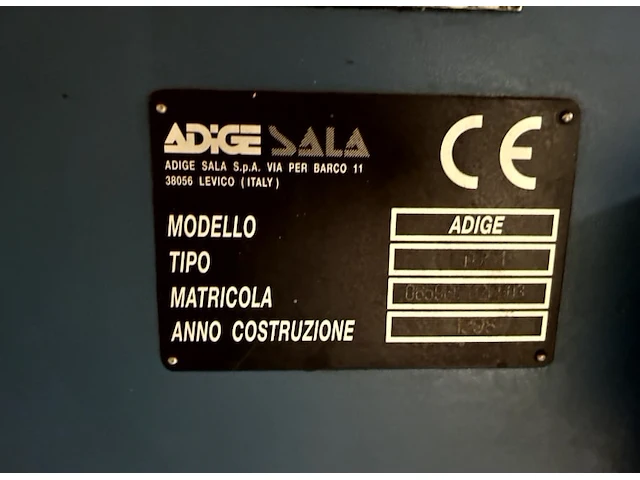 ADIGE SALA
ADIGE SALA S.p.A. VIA PER BARCO 11
38056 LEVICO (ITALY)
CE
MODELLO ADIGE
TIPO
MATRICOLA
ANNO COSTRUZIONE